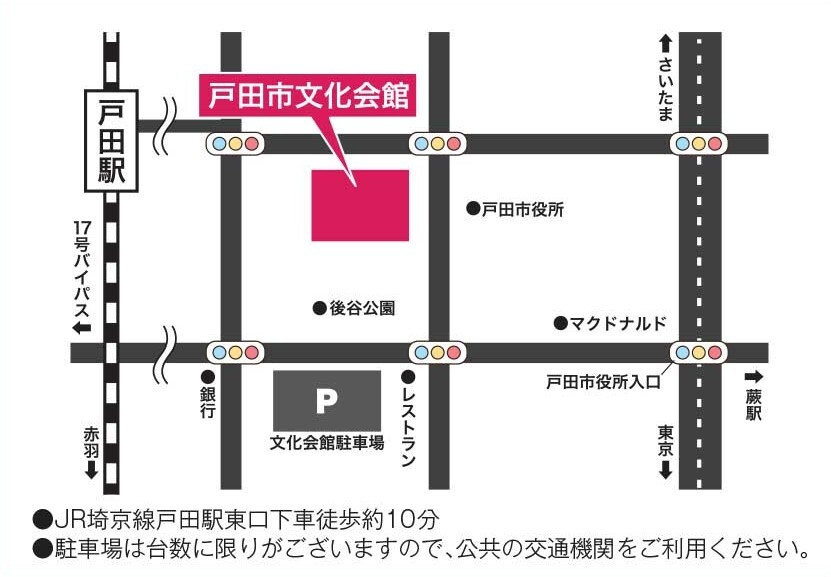 さいたま
戸田市文化会館
戸田駅
戸田市役所
17号バイパス
後谷公園
マクドナルド
戸田市役所入口
銀行
P
レストラン
蕨駅
文化会館駐車場
赤羽
東京
●JR埼京線戸田駅東口下車徒歩約10分
●駐車場は台数に限りがございますので、公共の交通機関をご利用ください。